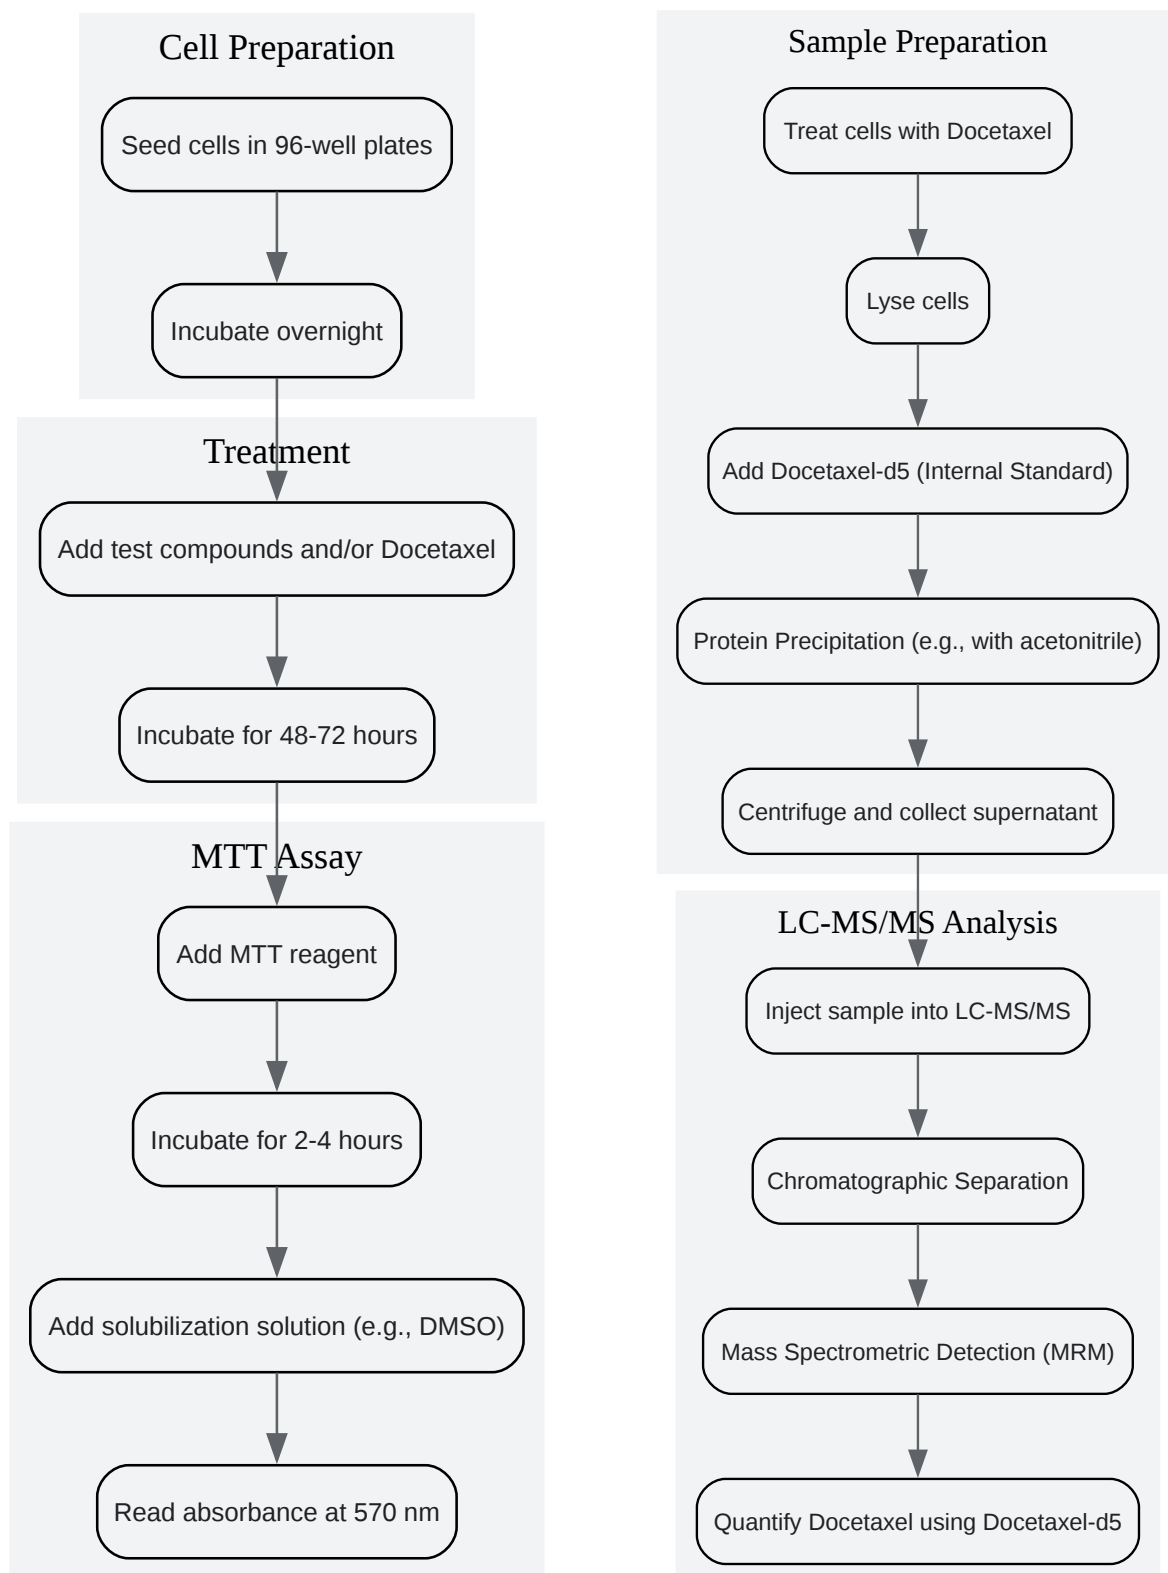 Cell Preparation
Seed cells in 96-well plates
Incubate overnight
Treatment
Add test compounds and/or Docetaxel
Incubate for 48-72 hours
MTT Assay
Add MTT reagent
Incubate for 2-4 hours
Add solubilization solution (e.g., DMSO)
Read absorbance at 570 nm
Sample Preparation
Treat cells with Docetaxel
Lyse cells
Add Docetaxel-d5 (Internal Standard)
Protein Precipitation (e.g., with acetonitrile)
Centrifuge and collect supernatant
LC-MS/MS Analysis
Inject sample into LC-MS/MS
Chromatographic Separation
Mass Spectrometric Detection (MRM)
Quantify Docetaxel using Docetaxel-d5